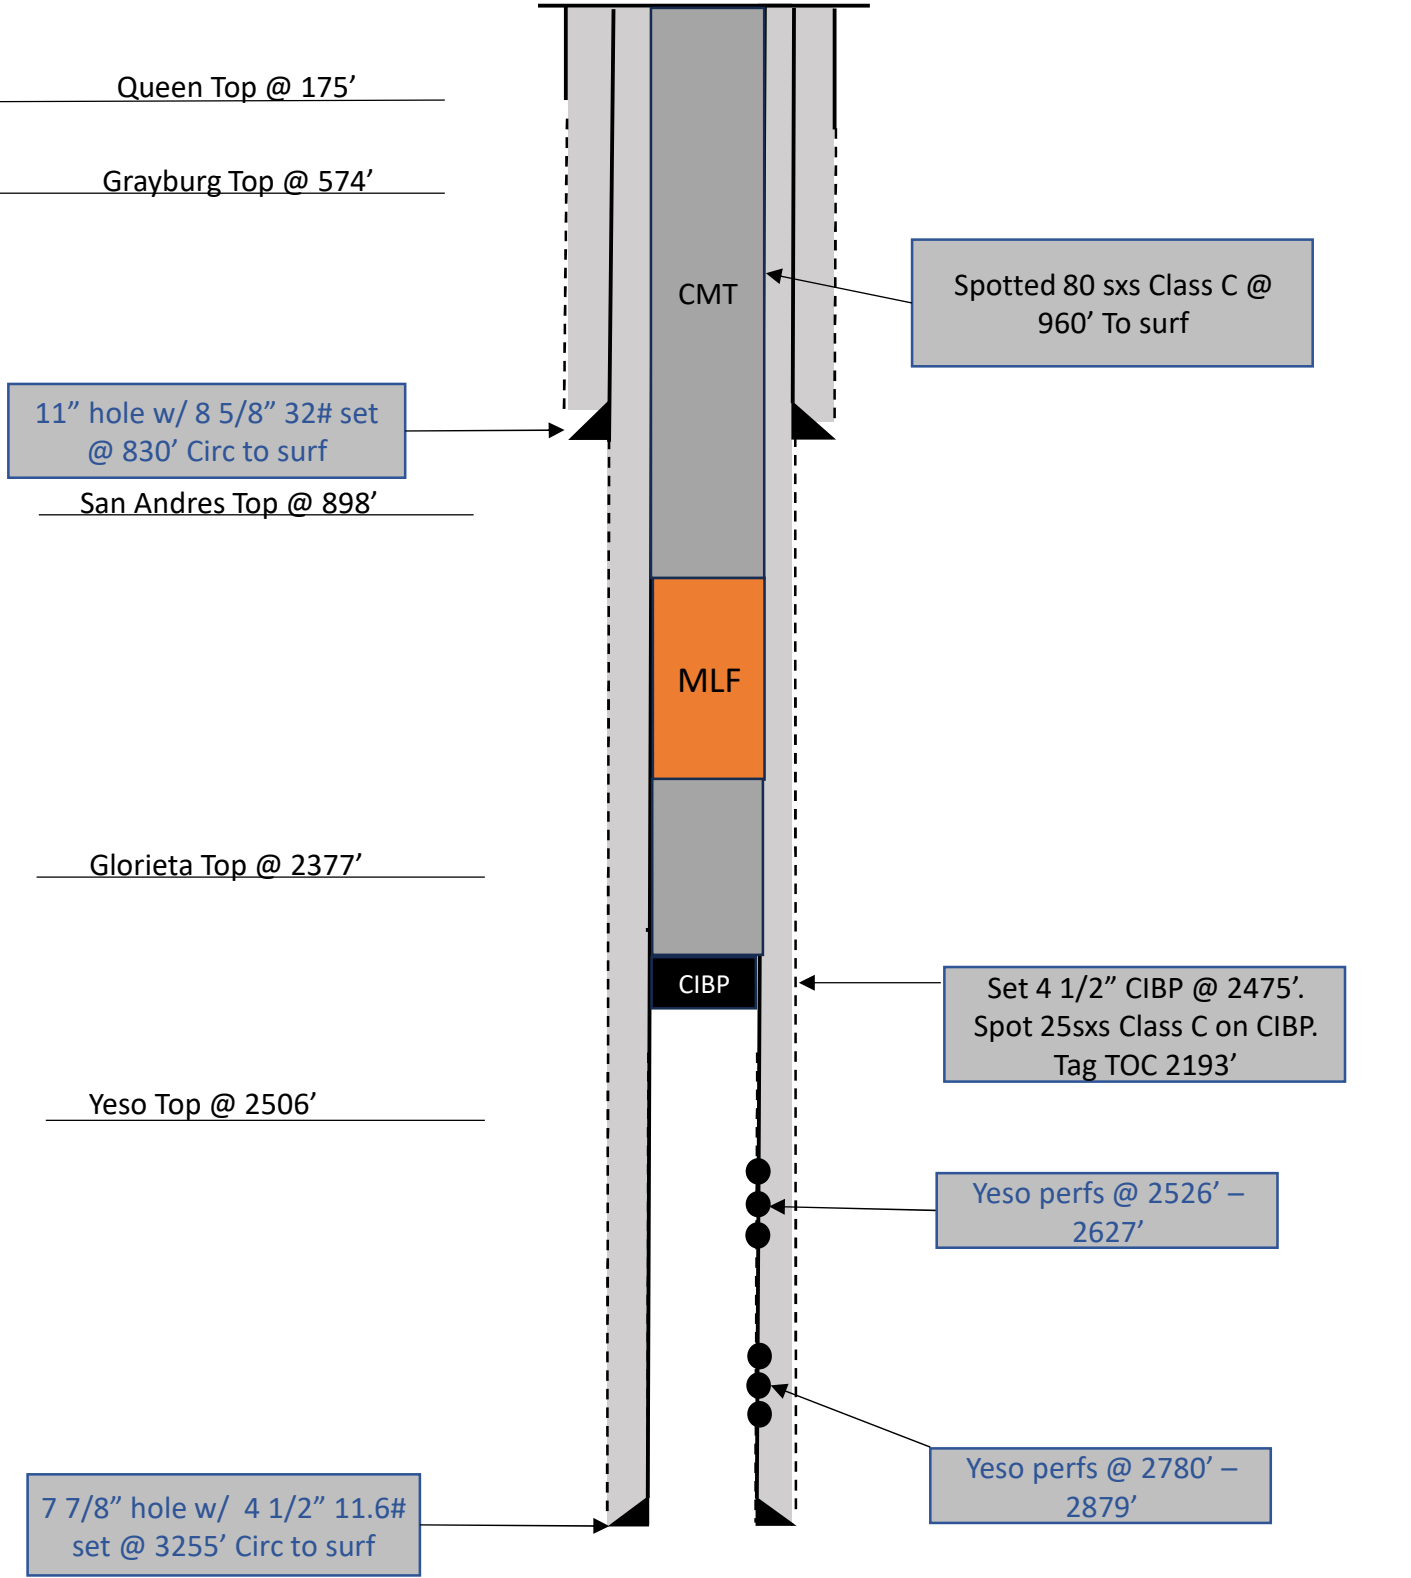 Queen Top @ 175’
Grayburg Top @ 574’
CMT
Spotted 80 sxs Class C @
960’ To surf
11” hole w/ 8 5/8” 32# set
@ 830’ Circ to surf
San Andres Top @ 898’
MLF
Glorieta Top @ 2377’
CIBP
Set 4 1/2” CIBP @ 2475’.
Spot 25sxs Class C on CIBP.
Tag TOC 2193’
Yeso Top @ 2506’
Yeso perfs @ 2526’ –
2627’
Yeso perfs @ 2780’ –
2879’
7 7/8” hole w/ 4 1/2” 11.6#
set @ 3255’ Circ to surf